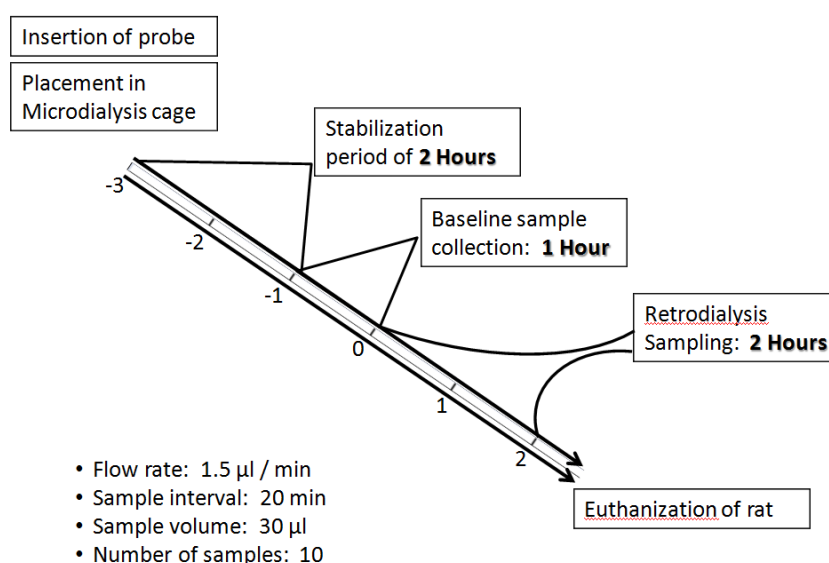 Insertion of probe
Placement in
Microdialysis cage
Stabilization
period of 2 Hours
Baseline sample
collection: 1 Hour
Retrodialysis
Sampling: 2 Hours
-3
-2
-1
0
1
2
Euthanization of rat
• Flow rate: 1.5 µl / min
• Sample interval: 20 min
• Sample volume: 30 µl
• Number of samples: 10